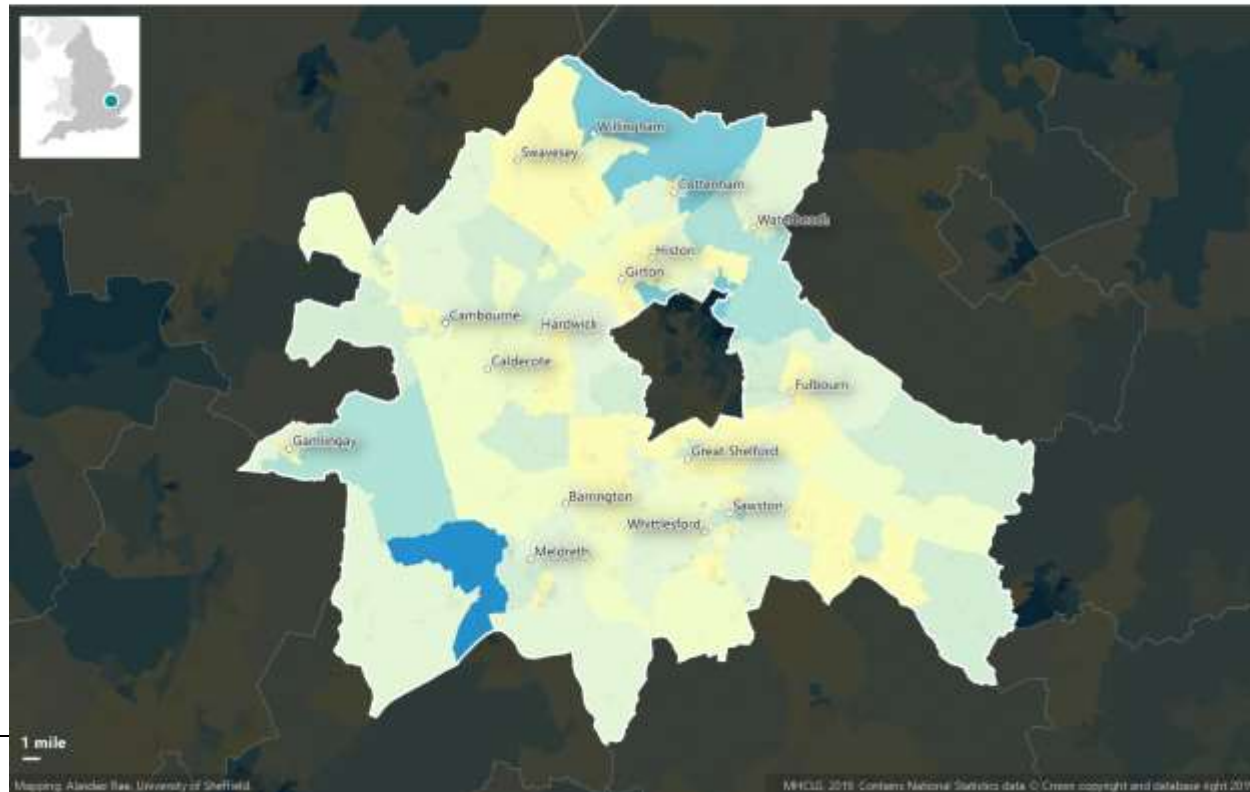 Willingham
Swavesey
Cottenham
Waterbeach
Histon
Girton
Cambourne
Hardwick
Caldecote
Fulbourn
Gamlingay
Great Shelford
Barrington
Sawston
Whittlesford
Meldreth
1 mile
Mapping: Alasdair Rae, University of Sheffield.
MHCLG, 2019. Contains National Statistics data. © Crown copyright and database right 201